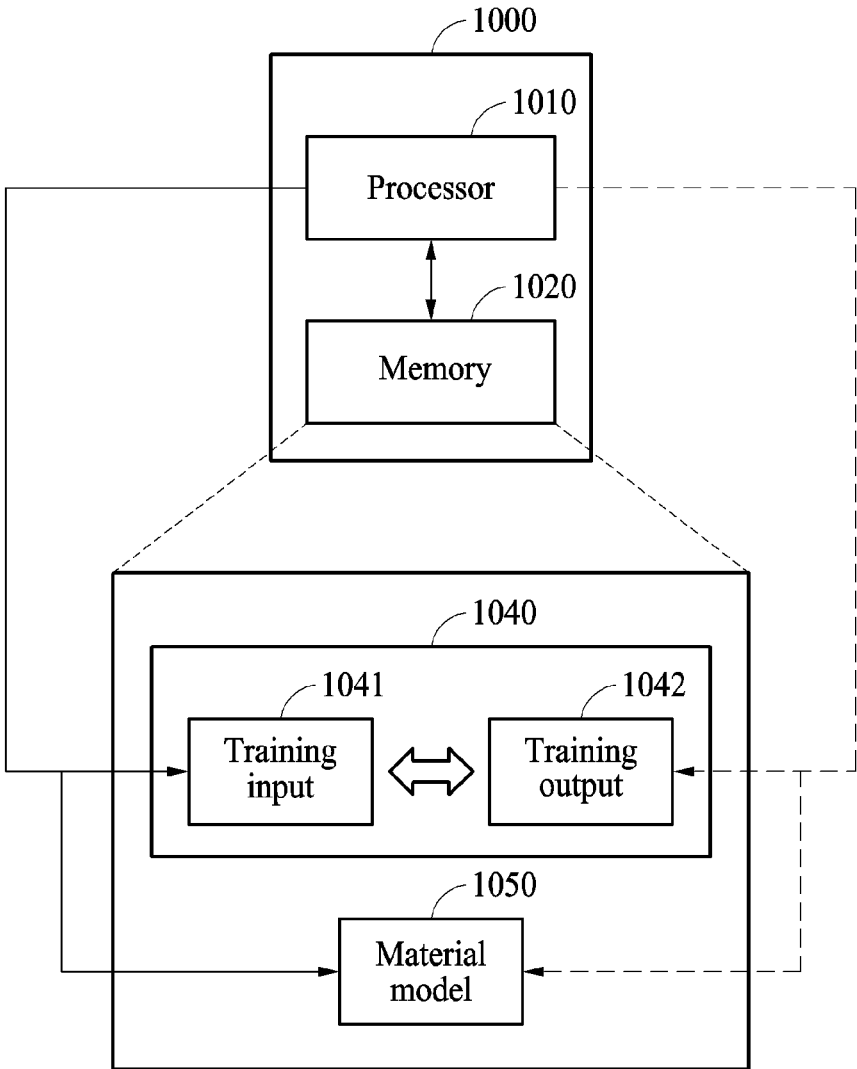 1000
1010
Processor
1020
Memory
1040
1041
Training
input
1042
Training
output
1050
Material
model